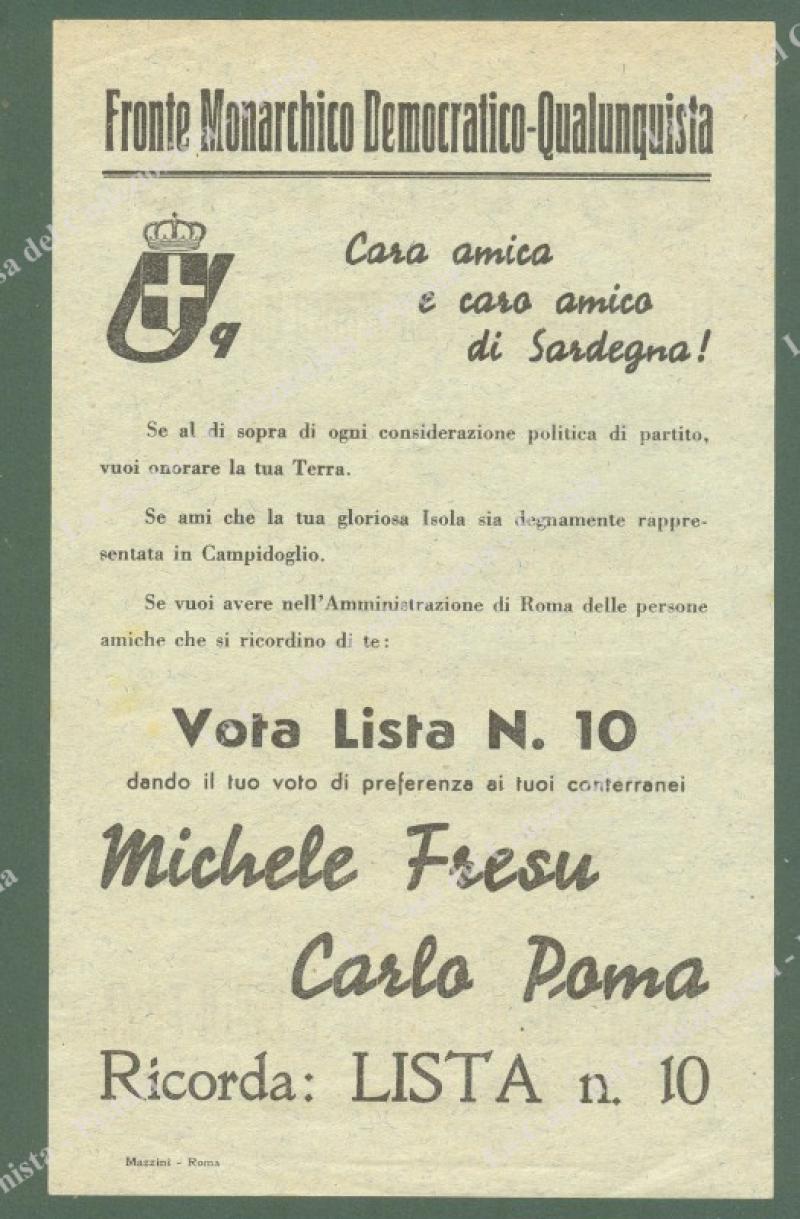 Fronte Monarchico Democratico-Qualunquista
Uq
Cara amica
e caro amico
di Sardegna!
Se al di sopra di ogni considerazione politica di partito,
vuoi onorare la tua Terra.
Se ami che la tua gloriosa Isola sia degnamente rappre-
sentata in Campidoglio.
Se vuoi avere nell'Amministrazione di Roma delle persone
amiche che si ricordino di te:
Vota Lista N. 10
dando il tuo voto di preferenza ai tuoi conterranei
Michele Fresu
Carlo Poma
Ricorda: LISTA n. 10
Mazzini - Roma